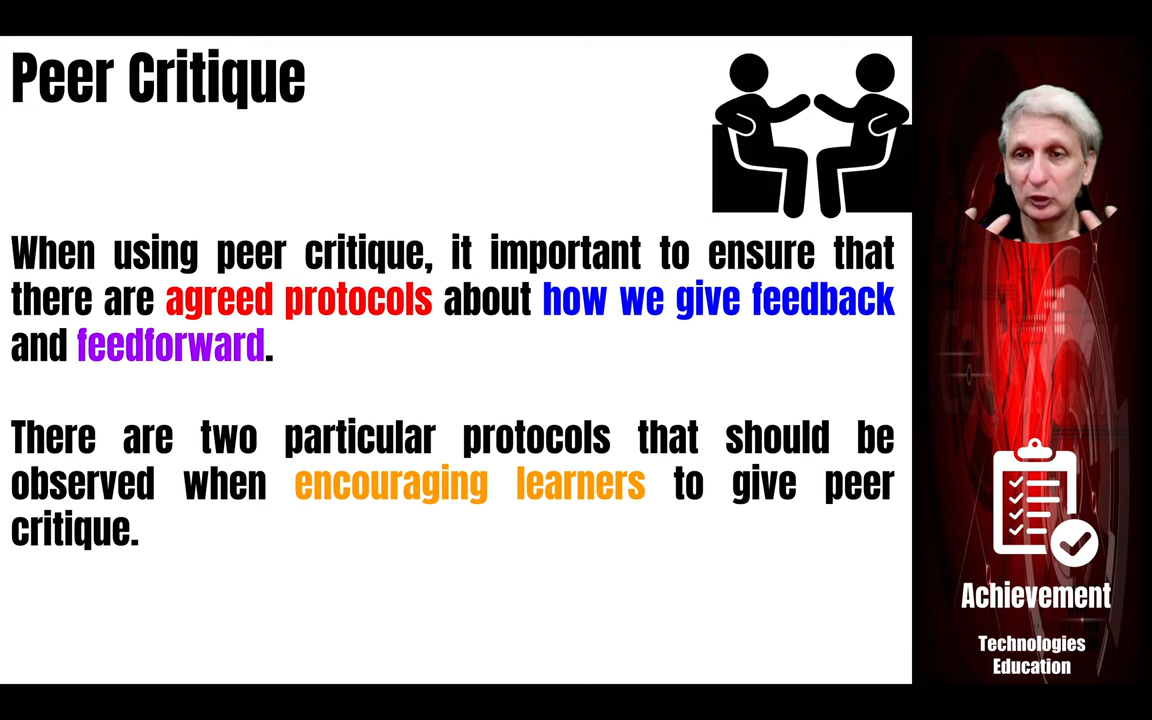 Peer Critique
When using peer critique, it important to ensure that
there are agreed protocols about how we give feedback
and feedforward.
There are two particular protocols that should be
observed when encouraging learners to give peer
critique.
Achievement
Technologies
Education